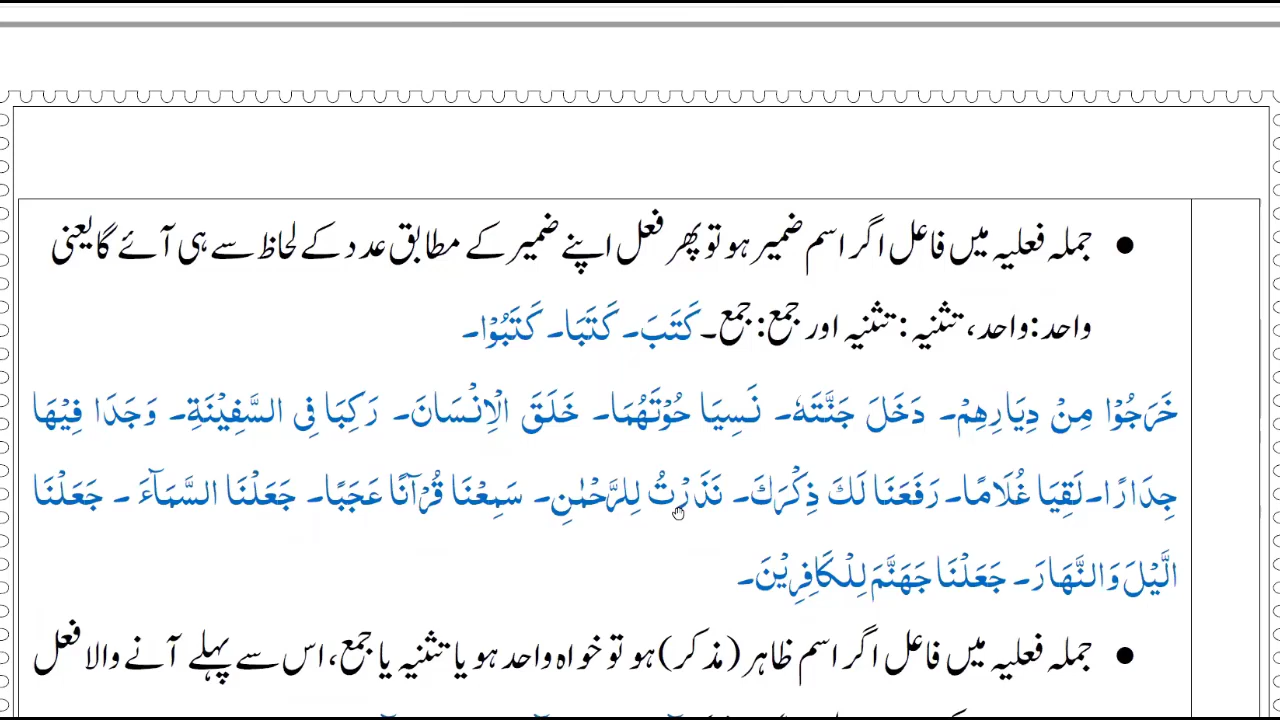 جملہ فعلیہ میں فاعل اگر اسم ضمیر ہو تو پھر فعل اپنے ضمیر کے مطابق عدد کے لحاظ سے ہی آئے گا یعنی
واحد:واحد، تثنیہ: تثنیہ اور جمع: جمع۔ كَتَبَ۔ كَتَبَا۔ كَتَبُوْا۔
خَرَجُوْا مِنْ دِيَارِهِمْ۔ دَخَلَ جَنَّتَهٗ۔ نَسِيَا حُوْتَهُمَا۔ خَلَقَ الْاِنْسَانَ۔ رَكِبَا فِى السَّفِيْنَةِ۔ وَجَدَا فِيْهَا
جِدَارًا۔ لَقِيَا غُلَامًا۔ رَفَعَنَا لَكَ ذِكْرَكَ۔ نَذَرْتُ لِلرَّحْمٰنِ۔ سَمِعْنَا قُرْآنًا عَجَبًا۔ جَعَلْنَا السَّمَآءَ ۔ جَعَلْنَا
الَّيْلَ وَالنَّهَارَ۔ جَعَلْنَا جَهَنَّمَ لِلْكَافِرِيْنَ۔
جملہ فعلیہ میں فاعل اگر اسم ظاہر (مذکر) ہو تو خواہ واحد ہو یا تثنیہ یا جمع، اس سے پہلے آنے والا فعل